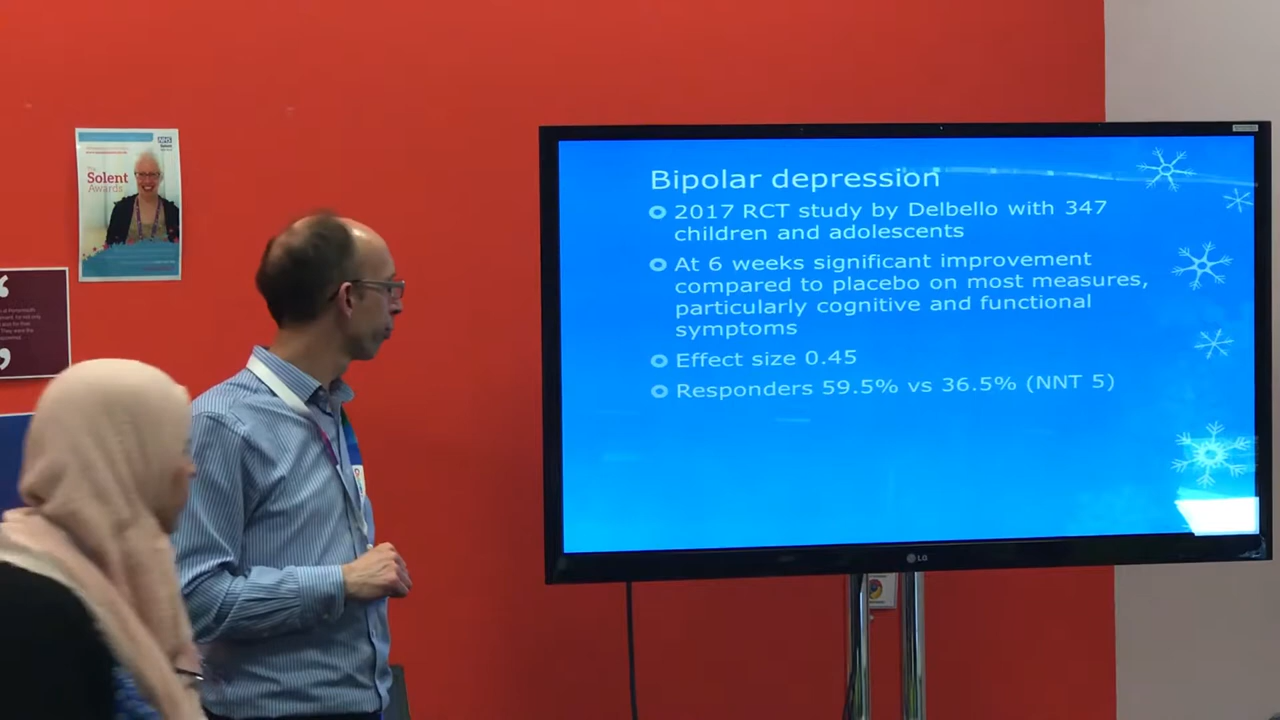 NHS
Solent
Awards
Bipolar depression
2017 RCT study by Delbello with 347
children and adolescents
At 6 weeks significant improvement
compared to placebo on most measures,
particularly cognitive and functional
symptoms
Effect size 0.45
Responders 59.5% vs 36.5% (NNT 5)
LG